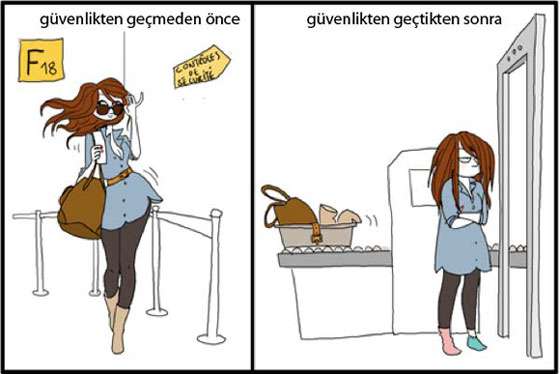 güvenlikten geçmeden önce
güvenlikten geçtikten sonra
F18
CONTRÔLES
DE
SÉCURITÉ